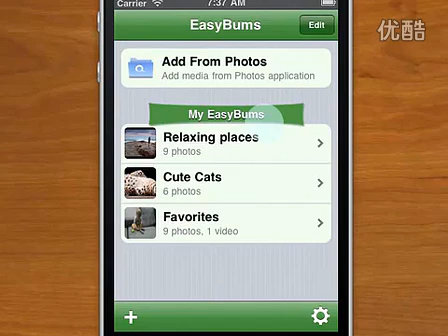 Carrier 7:37 AM
优酷
EasyBums
Edit
Add From Photos
Add media from Photos application
My EasyBums
Relaxing places
9 photos
Cute Cats
6 photos
Favorites
9 photos, 1 video